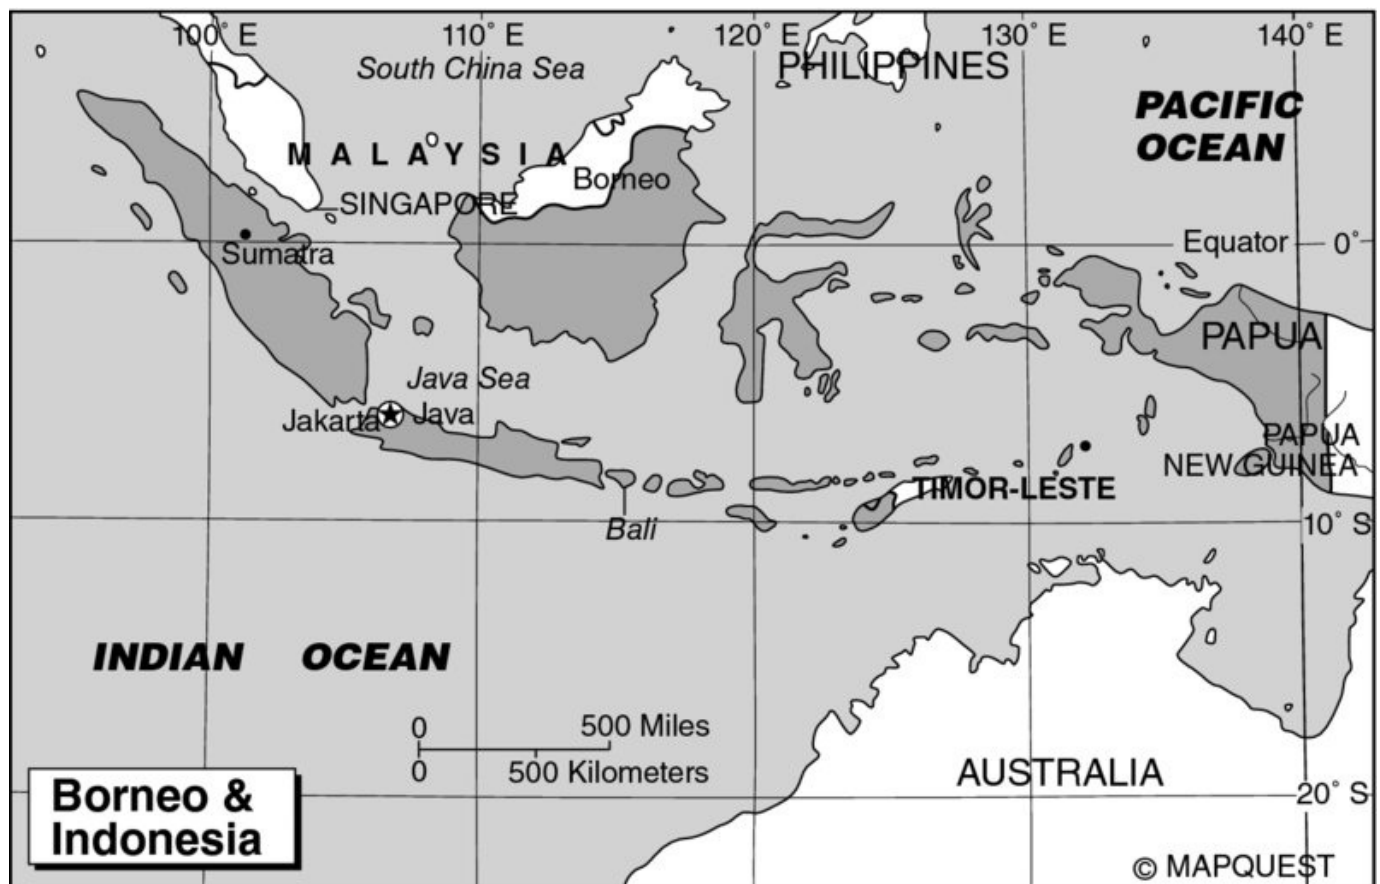 100° E
110° E
120° E
130° E
140° E
South China Sea
PHILIPPINES
PACIFIC
OCEAN
MALAYSIA
Borneo
SINGAPORE
Equator
0°
Sumatra
PAPUA
Java Sea
Jakarta
Java
PAPUA
NEW GUINEA
TIMOR-LESTE
Bali
10° S
INDIAN OCEAN
0
500 Miles
0
500 Kilometers
AUSTRALIA
20° S
Borneo &
Indonesia
© MAPQUEST